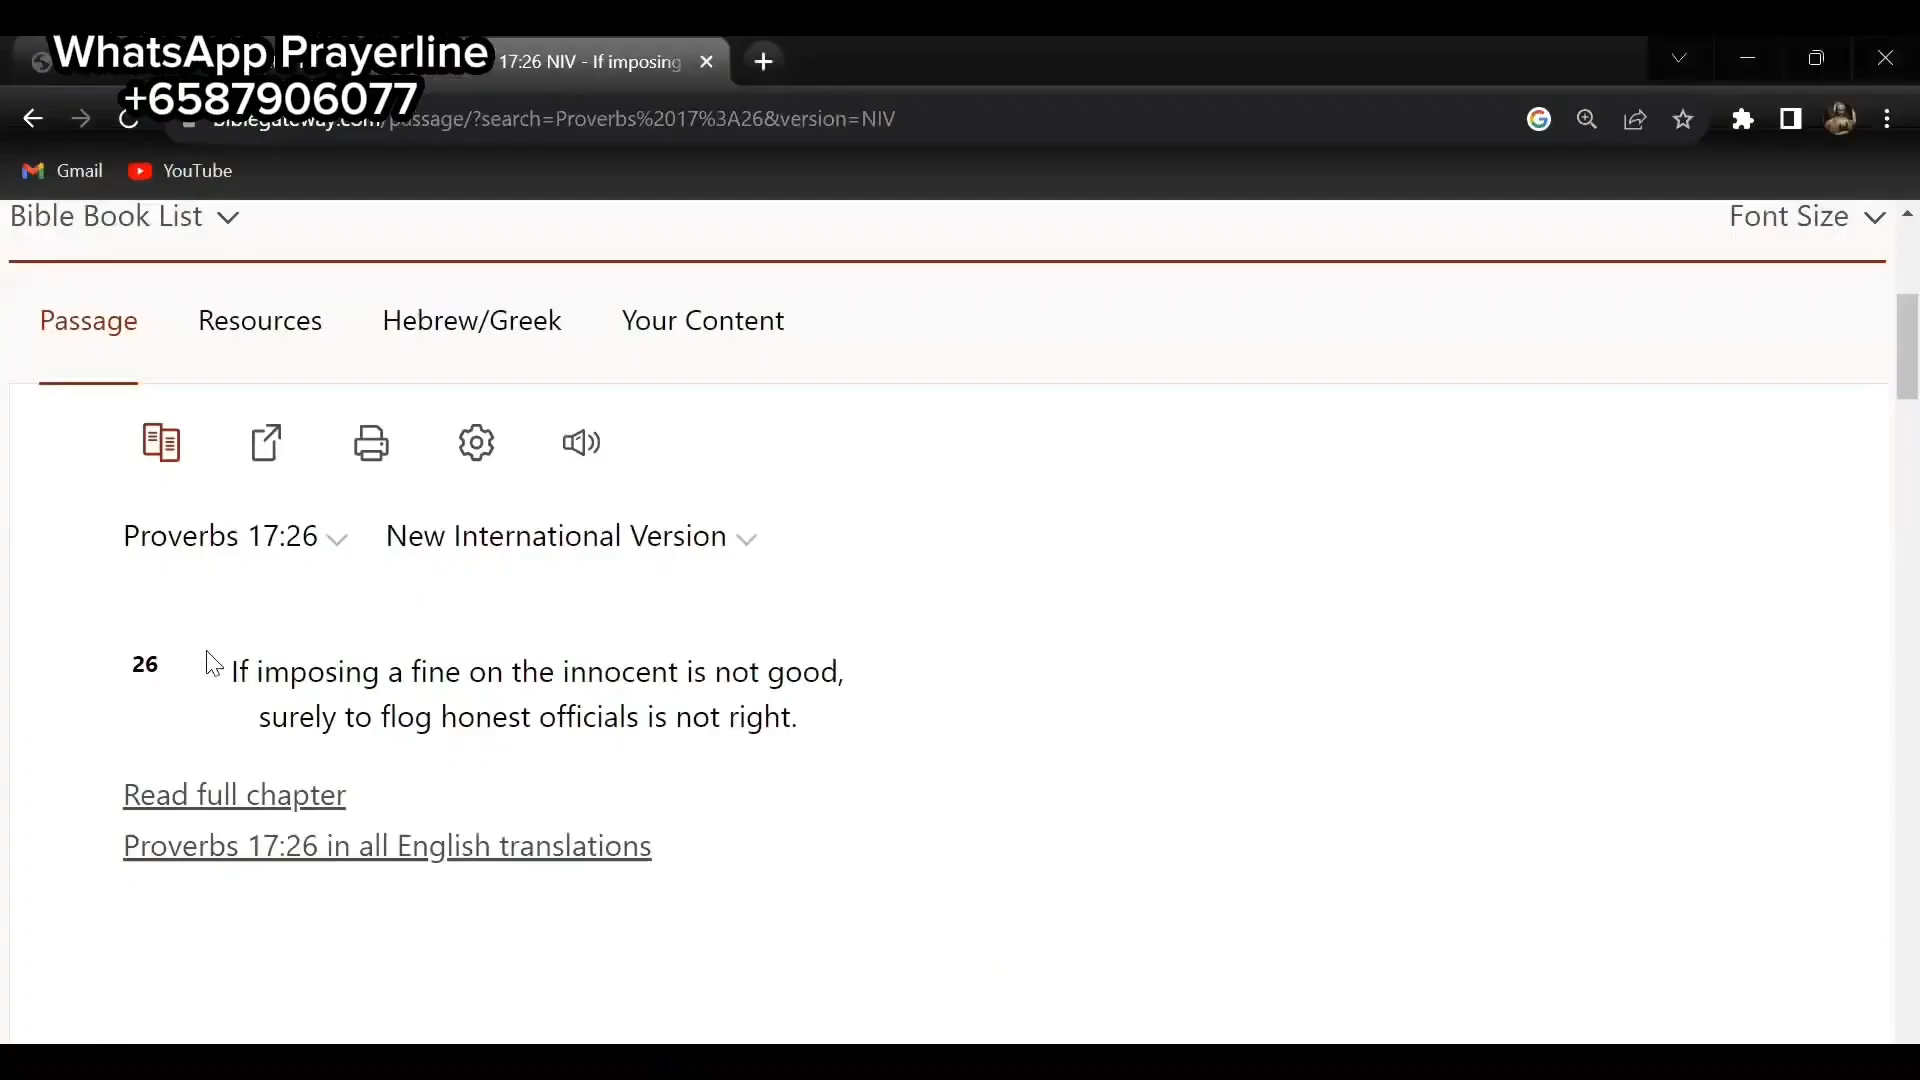 WhatsApp Prayerline
+6587906077
17:26 NIV - If imposing
biblegateway.com/passage/?search=Proverbs%2017%3A26&version=NIV
Gmail
YouTube
Bible Book List
Font Size
Passage
Resources
Hebrew/Greek
Your Content
Proverbs 17:26
New International Version
26 If imposing a fine on the innocent is not good,
surely to flog honest officials is not right.
Read full chapter
Proverbs 17:26 in all English translations